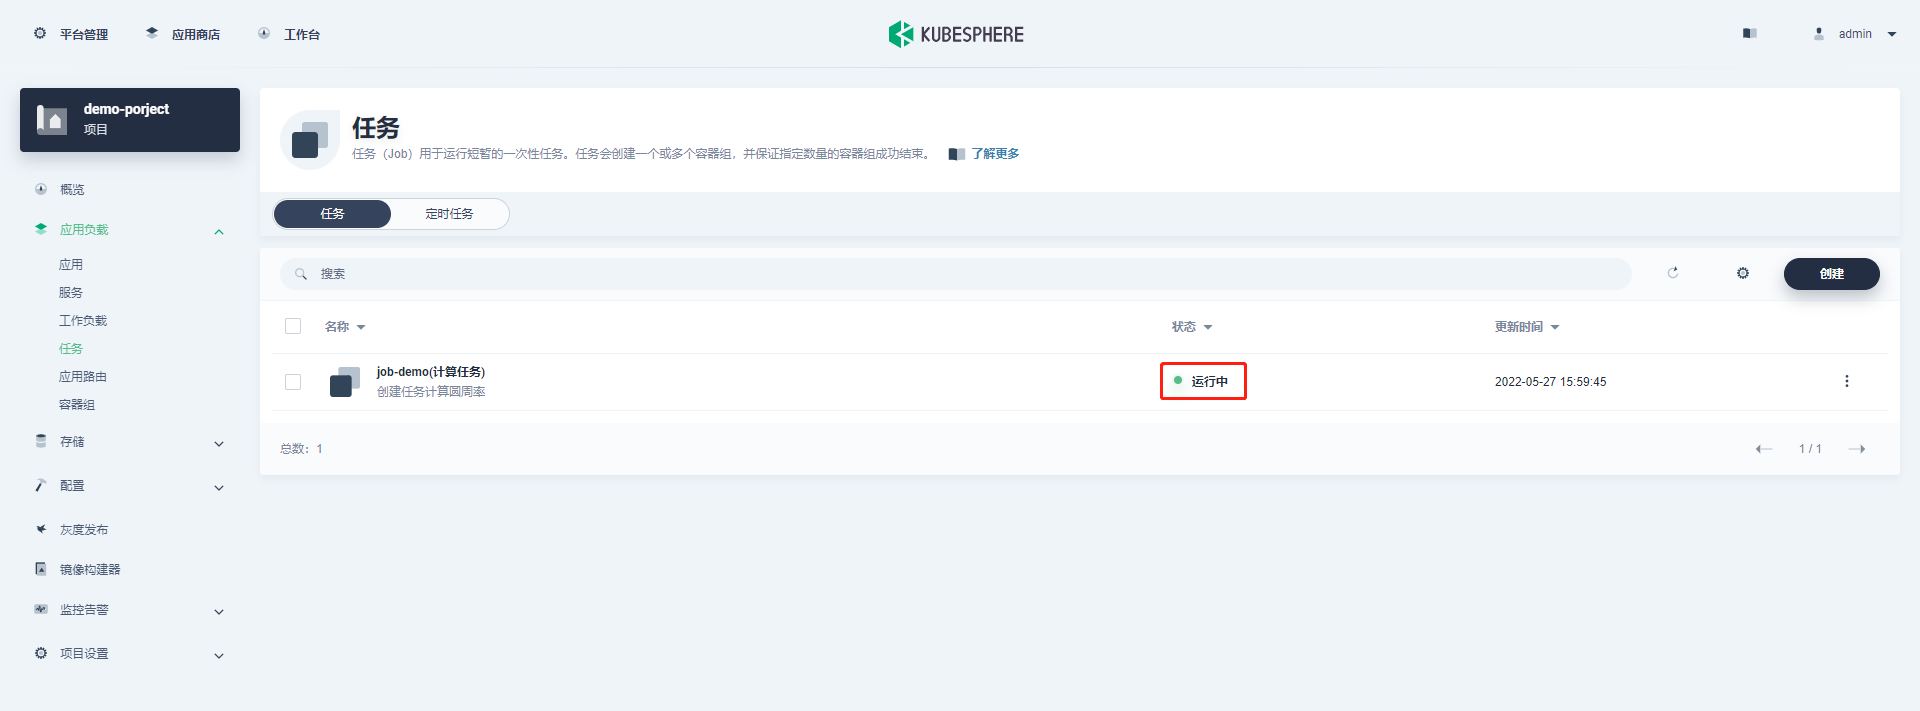 平台管理
应用商店
工作台
KUBESPHERE
admin
demo-porject
项目
概览
应用负载
应用
服务
工作负载
任务
应用路由
容器组
存储
配置
灰度发布
镜像构建器
监控告警
项目设置
任务
任务（Job）用于运行短暂的一次性任务。任务会创建一个或多个容器组，并保证指定数量的容器组成功结束。 了解更多
任务
定时任务
搜索
创建
名称
状态
更新时间
job-demo(计算任务)
创建任务计算圆周率
运行中
2022-05-27 15:59:45
总数：1
1 / 1